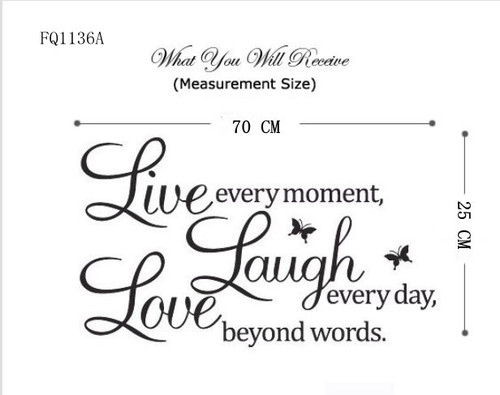 FQ1136A
What You Will Receive
(Measurement Size)
70 CM
Live every moment,
Laugh
every day,
Love
beyond words.
25 CM